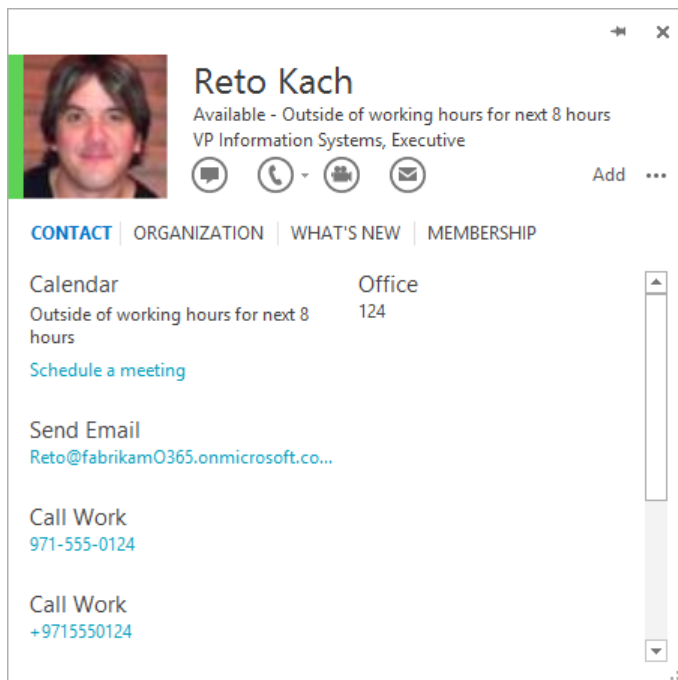 Reto Kach
Available - Outside of working hours for next 8 hours
VP Information Systems, Executive
Add
CONTACT
ORGANIZATION
WHAT'S NEW
MEMBERSHIP
Calendar
Outside of working hours for next 8
hours
Schedule a meeting
Office
124
Send Email
Reto@fabrikamO365.onmicrosoft.co...
Call Work
971-555-0124
Call Work
+9715550124